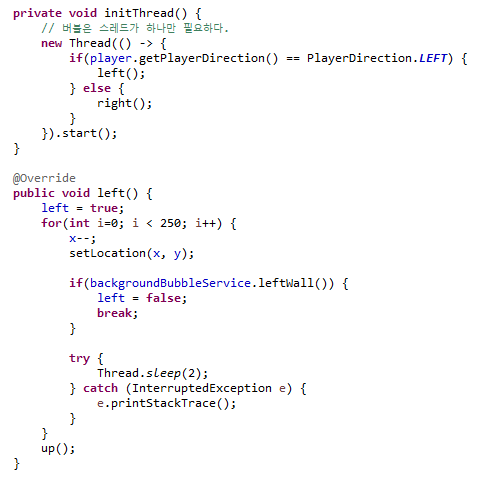 private void initThread() {
    // 버블은 스레드가 하나만 필요하다.
    new Thread(() -> {
        if(player.getPlayerDirection() == PlayerDirection.LEFT) {
            left();
        } else {
            right();
        }
    }).start();
}

@Override
public void left() {
    left = true;
    for(int i=0; i < 250; i++) {
        x--;
        setLocation(x, y);

        if(backgroundBubbleService.leftWall()) {
            left = false;
            break;
        }

        try {
            Thread.sleep(2);
        } catch (InterruptedException e) {
            e.printStackTrace();
        }
    }
    up();
}